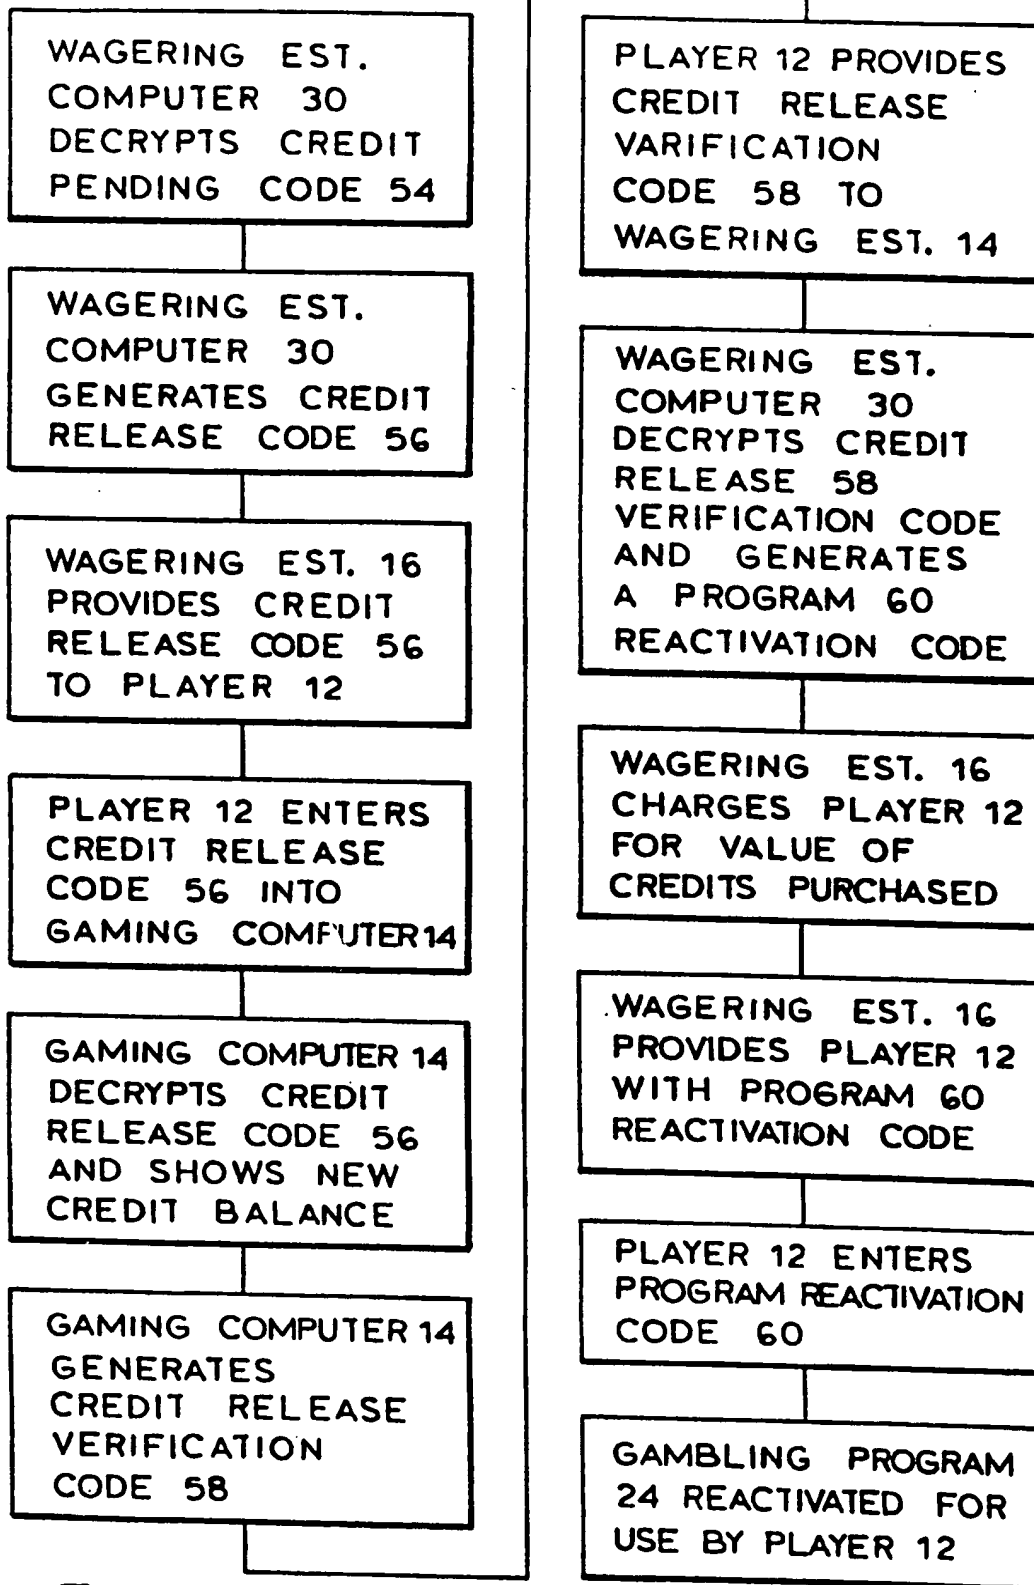 WAGERING EST.
COMPUTER 30
DECRYPTS CREDIT
PENDING CODE 54
WAGERING EST.
COMPUTER 30
GENERATES CREDIT
RELEASE CODE 56
WAGERING EST. 16
PROVIDES CREDIT
RELEASE CODE 56
TO PLAYER 12
PLAYER 12 ENTERS
CREDIT RELEASE
CODE 56 INTO
GAMING COMPUTER 14
GAMING COMPUTER 14
DECRYPTS CREDIT
RELEASE CODE 56
AND SHOWS NEW
CREDIT BALANCE
GAMING COMPUTER 14
GENERATES
CREDIT RELEASE
VERIFICATION
CODE 58
PLAYER 12 PROVIDES
CREDIT RELEASE
VARIFICATION
CODE 58 TO
WAGERING EST. 14
WAGERING EST.
COMPUTER 30
DECRYPTS CREDIT
RELEASE 58
VERIFICATION CODE
AND GENERATES
A PROGRAM 60
REACTIVATION CODE
WAGERING EST. 16
CHARGES PLAYER 12
FOR VALUE OF
CREDITS PURCHASED
WAGERING EST. 16
PROVIDES PLAYER 12
WITH PROGRAM 60
REACTIVATION CODE
PLAYER 12 ENTERS
PROGRAM REACTIVATION
CODE 60
GAMBLING PROGRAM
24 REACTIVATED FOR
USE BY PLAYER 12